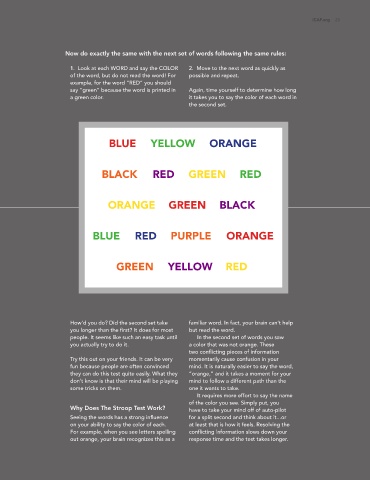 Now do exactly the same with the next set of words following the same rules:
1. Look at each WORD and say the COLOR
of the word, but do not read the word! For
example, for the word "RED" you should
say "green" because the word is printed in
a green color.
2. Move to the next word as quickly as
possible and repeat.
Again, time yourself to determine how long
it takes you to say the color of each word in
the second set.
BLUE YELLOW ORANGE
BLACK RED GREEN RED
ORANGE GREEN BLACK
BLUE RED PURPLE ORANGE
GREEN YELLOW RED
How'd you do? Did the second set take
you longer than the first? It does for most
people. It seems like such an easy task until
you actually try to do it.
Try this out on your friends. It can be very
fun because people are often convinced
they can do this test quite easily. What they
don't know is that their mind will be playing
some tricks on them.
Why Does The Stroop Test Work?
Seeing the words has a strong influence
on your ability to say the color of each.
For example, when you see letters spelling
out orange, your brain recognizes this as a
familiar word. In fact, your brain can't help
but read the word.
In the second set of words you saw
a color that was not orange. These
two conflicting pieces of information
momentarily cause confusion in your
mind. It is naturally easier to say the word,
"orange," and it takes a moment for your
mind to follow a different path than the
one it wants to take.
It requires more effort to say the name
of the color you see. Simply put, you
have to take your mind off of auto-pilot
for a split second and think about it...or
at least that is how it feels. Resolving the
conflicting information slows down your
response time and the test takes longer.